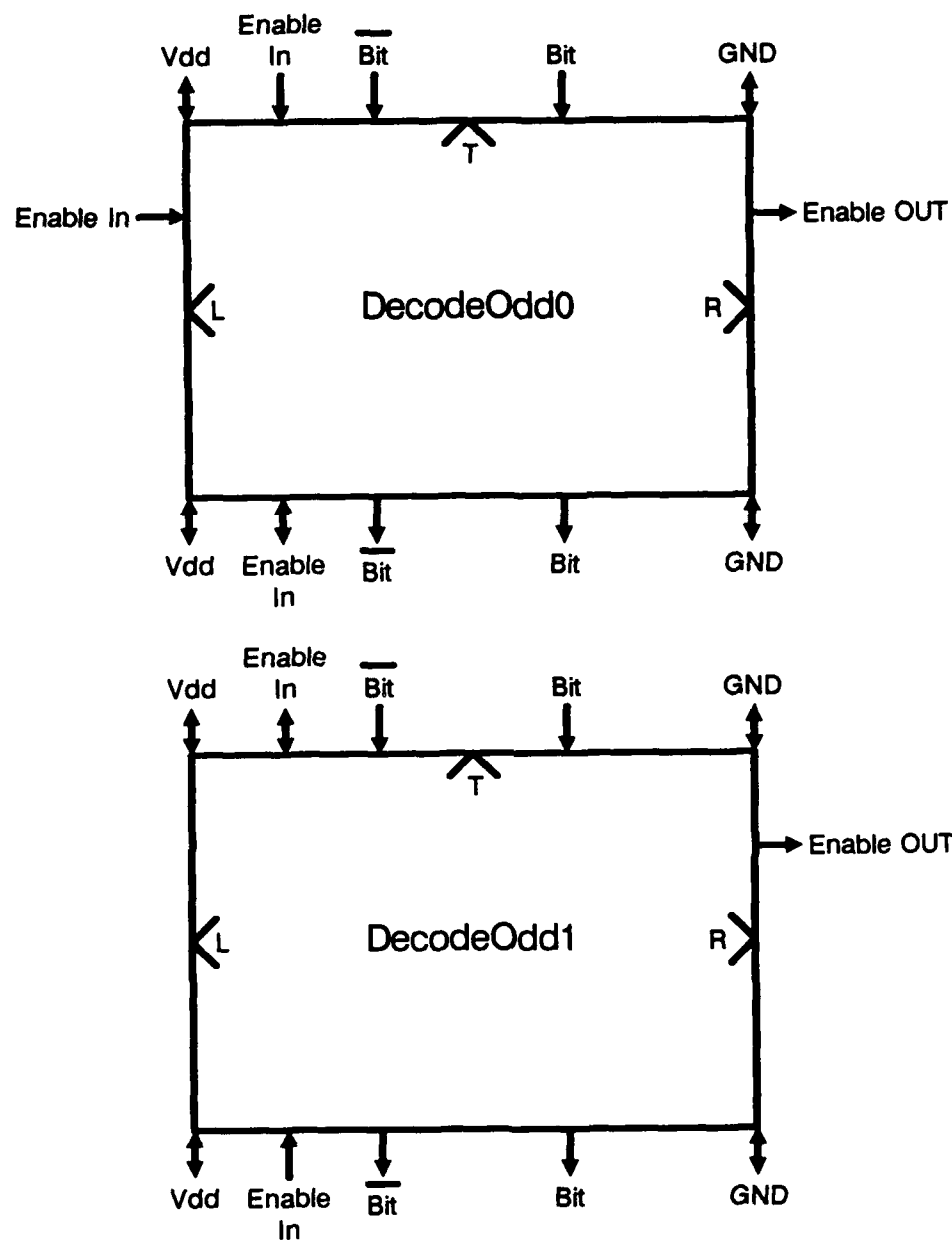 Enable
Vdd In Bit Bit GND
T
Enable In Enable OUT
L DecodeOdd0 R
Vdd Enable Bit Bit GND
In
Enable
Vdd In Bit Bit GND
T
Enable OUT
L DecodeOdd1 R
Vdd Enable Bit Bit GND
In